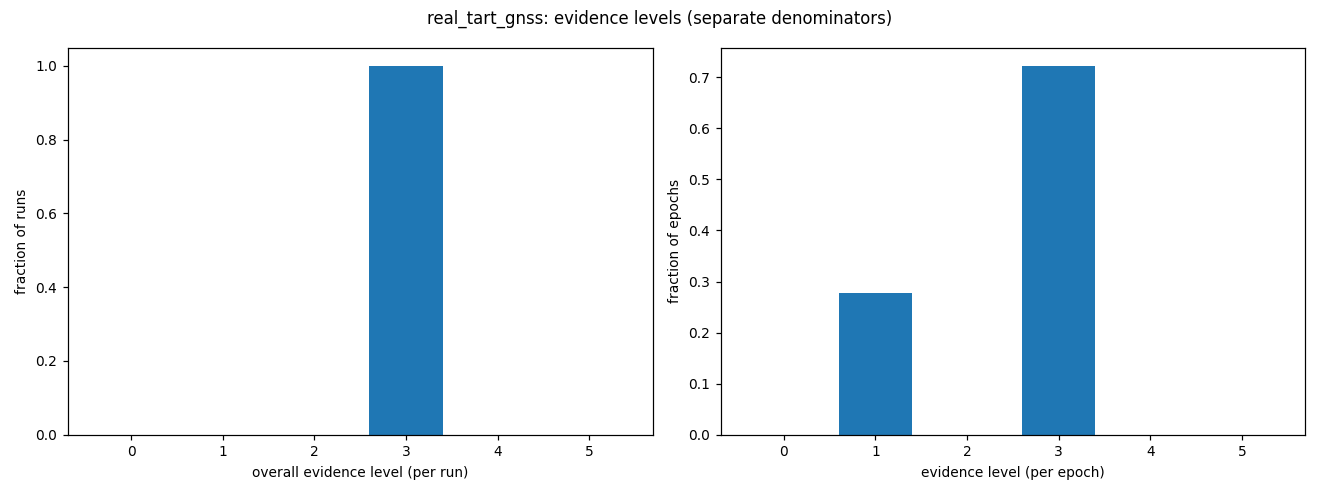 real_tart_gnss: evidence levels (separate denominators)
1.0
0.8
0.6
0.4
0.2
0.0
fraction of runs
0 1 2 3 4 5
overall evidence level (per run)
0.7
0.6
0.5
0.4
0.3
0.2
0.1
0.0
fraction of epochs
0 1 2 3 4 5
evidence level (per epoch)